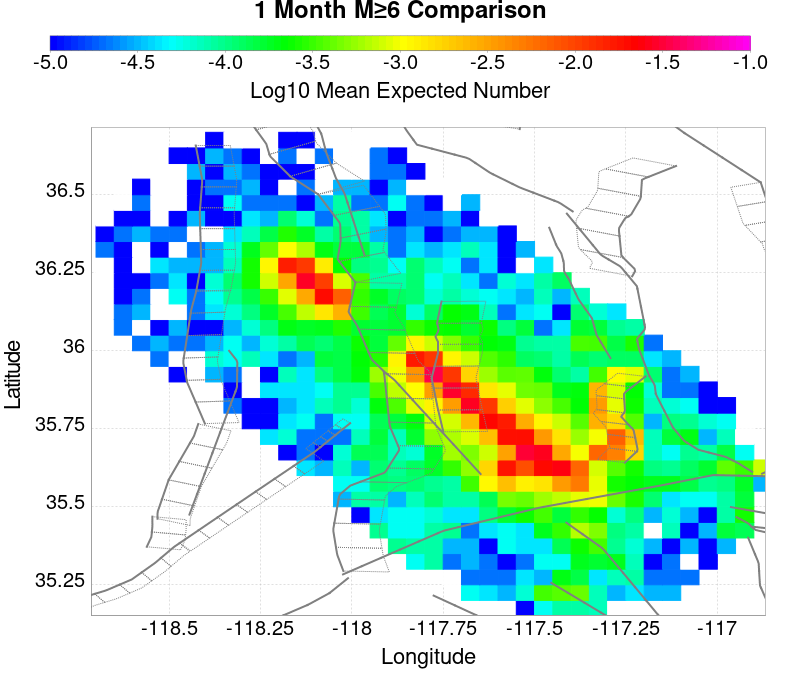 1 Month M≥6 Comparison
-5.0 -4.5 -4.0 -3.5 -3.0 -2.5 -2.0 -1.5 -1.0
Log10 Mean Expected Number
36.5
36.25
36
35.75
35.5
35.25
Latitude
-118.5 -118.25 -118 -117.75 -117.5 -117.25 -117
Longitude